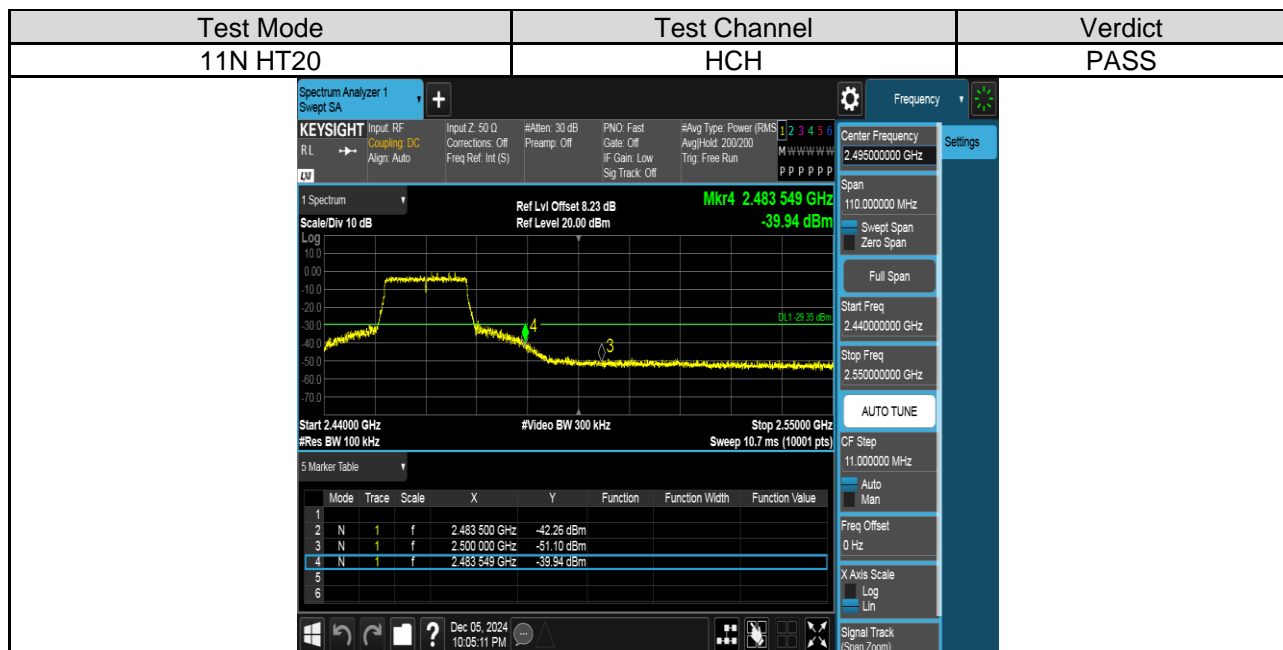 Test Mode Test Channel Verdict
11N HT20 HCH PASS
Spectrum Analyzer 1
Swept SA
+
Frequency
KEYSIGHT
RL
LXI
Input: RF
Coupling: DC
Align: Auto
Input Z: 50 Ω
Corrections: Off
Freq Ref: Int (S)
#Atten: 30 dB
Preamp: Off
PNO: Fast
Gate: Off
IF Gain: Low
Sig Track: Off
#Avg Type: Power (RMS
Avg|Hold: 200/200
Trig: Free Run
1 2 3 4 5 6
M W W W W W
P P P P P P
1 Spectrum
Scale/Div 10 dB
Ref Lvl Offset 8.23 dB
Ref Level 20.00 dBm
Mkr4 2.483 549 GHz
-39.94 dBm
Log
10.0
0.00
-10.0
-20.0
-30.0
-40.0
-50.0
-60.0
-70.0
DL1 -29.35 dBm
4
3
Start 2.44000 GHz #Video BW 300 kHz Stop 2.55000 GHz
#Res BW 100 kHz Sweep 10.7 ms (10001 pts)
5 Marker Table
Mode Trace Scale X Y Function Function Width Function Value
1
2 N 1 f 2.483 500 GHz -42.26 dBm
3 N 1 f 2.500 000 GHz -51.10 dBm
4 N 1 f 2.483 549 GHz -39.94 dBm
5
6
Dec 05, 2024
10:05:11 PM
?
Center Frequency
2.495000000 GHz
Settings
Span
110.000000 MHz
Swept Span
Zero Span
Full Span
Start Freq
2.440000000 GHz
Stop Freq
2.550000000 GHz
AUTO TUNE
CF Step
11.000000 MHz
Auto
Man
Freq Offset
0 Hz
X Axis Scale
Log
Lin
Signal Track
(Span Zoom)